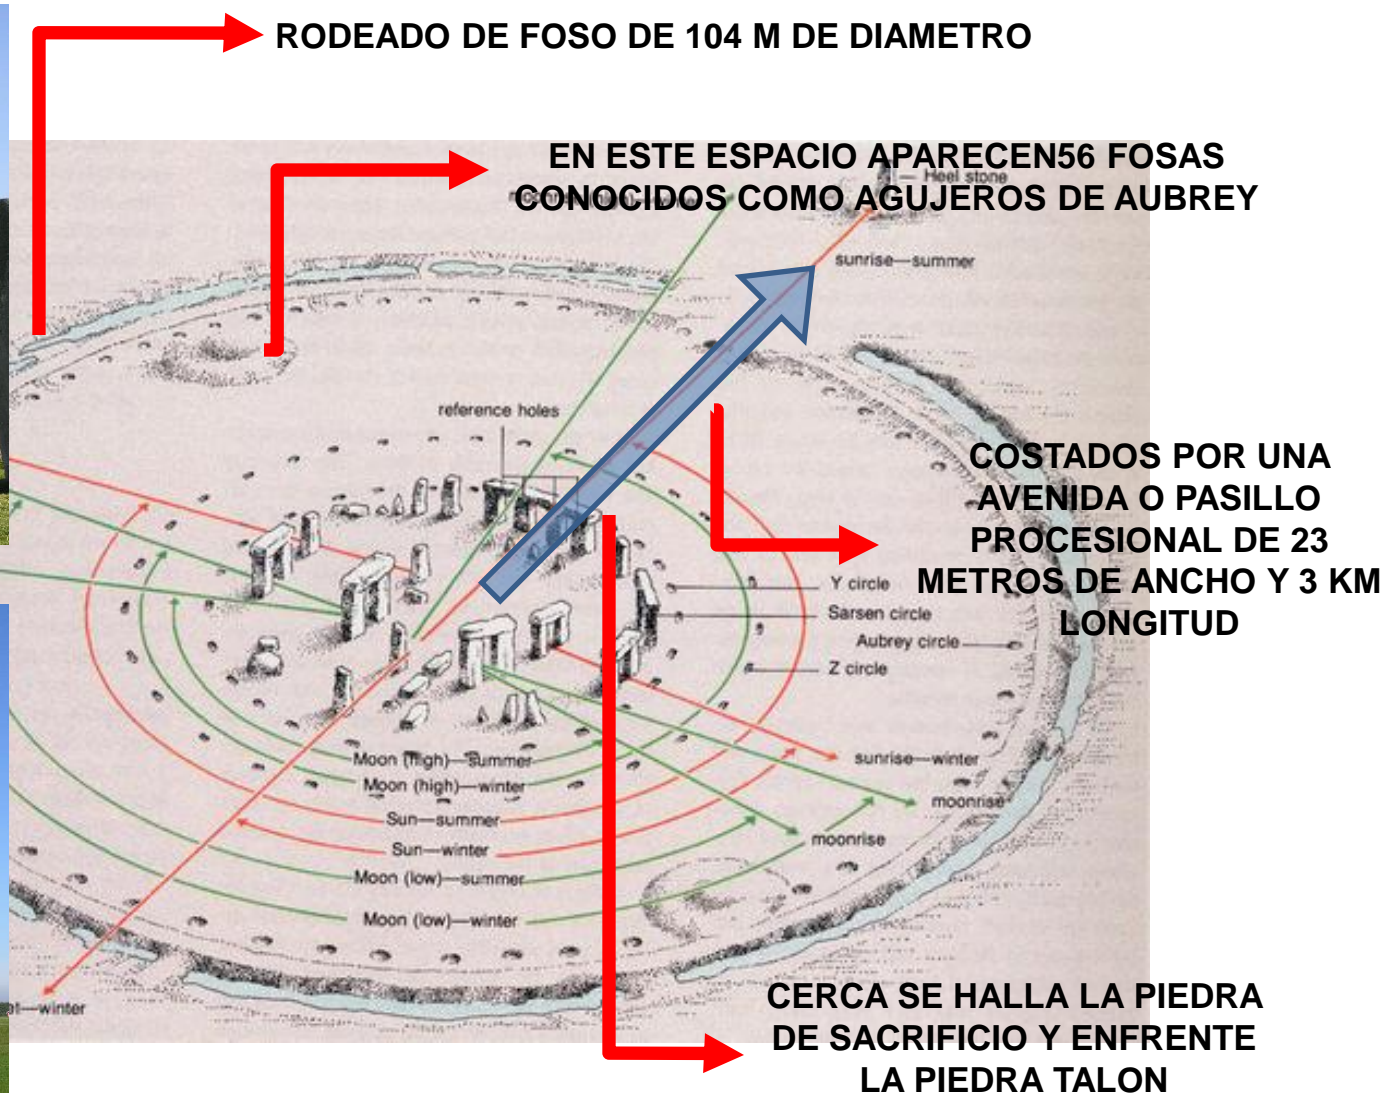 RODEADO DE FOSO DE 104 M DE DIAMETRO
EN ESTE ESPACIO APARECEN56 FOSAS
CONOCIDOS COMO AGUJEROS DE AUBREY
Heel stone
sunrise—summer
reference holes
COSTADOS POR UNA
AVENIDA O PASILLO
PROCESIONAL DE 23
METROS DE ANCHO Y 3 KM
LONGITUD
Y circle
Sarsen circle
Aubrey circle
Z circle
Moon (high)—summer
Moon (high)—winter
Sun—summer
Sun—winter
Moon (low)—summer
Moon (low)—winter
sunrise—winter
moonrise
moonrise
—winter
CERCA SE HALLA LA PIEDRA
DE SACRIFICIO Y ENFRENTE
LA PIEDRA TALON